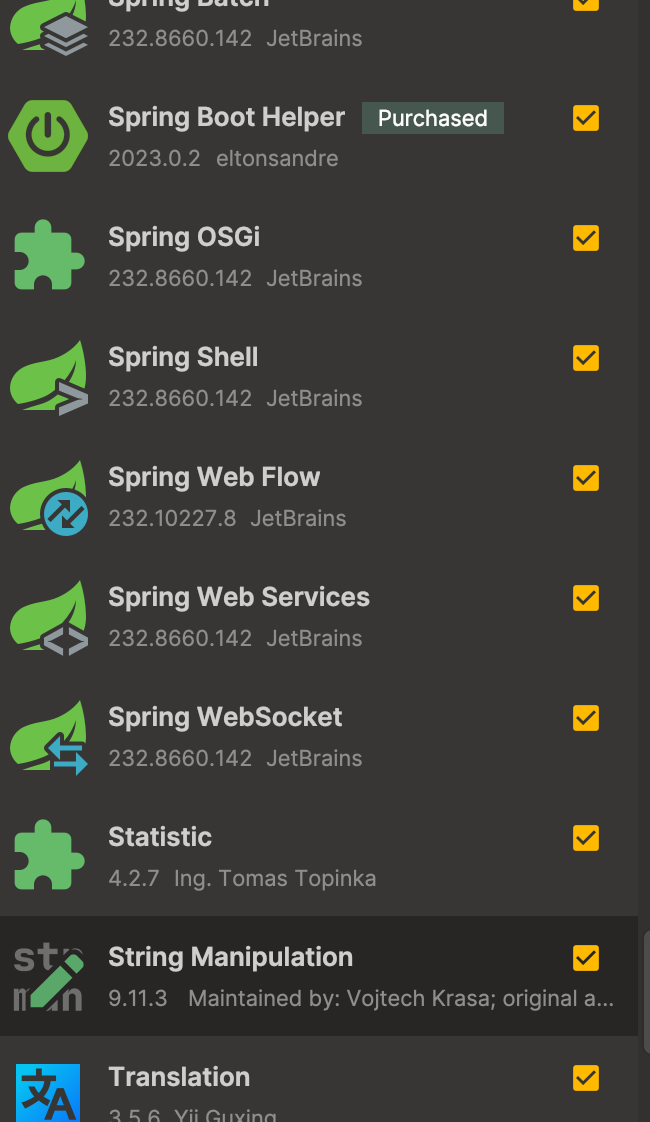 Spring Batch
232.8660.142 JetBrains
Spring Boot Helper Purchased
2023.0.2 eltonsandre
Spring OSGi
232.8660.142 JetBrains
Spring Shell
232.8660.142 JetBrains
Spring Web Flow
232.10227.8 JetBrains
Spring Web Services
232.8660.142 JetBrains
Spring WebSocket
232.8660.142 JetBrains
Statistic
4.2.7 Ing. Tomas Topinka
String Manipulation
9.11.3 Maintained by: Vojtech Krasa; original a...
Translation
3.5.6 Yii Guxing